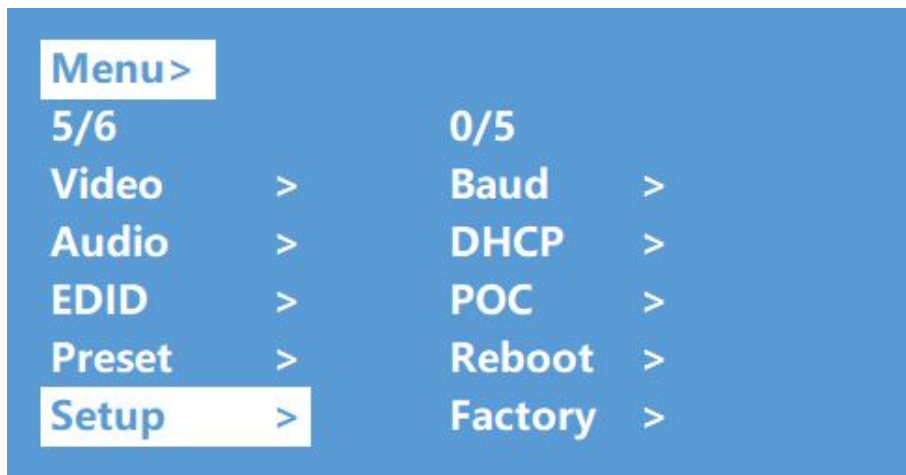 Menu>
5/6 0/5
Video > Baud >
Audio > DHCP >
EDID > POC >
Preset > Reboot >
Setup > Factory >